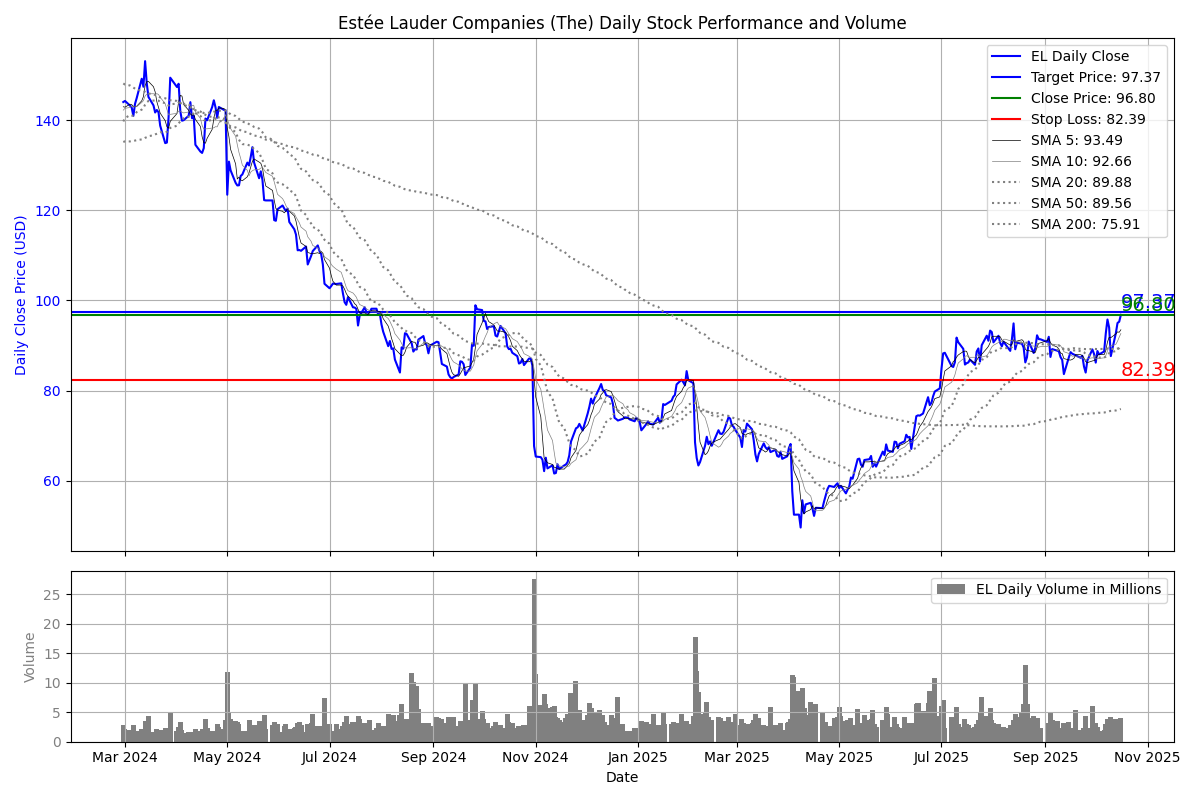 Estée Lauder Companies (The) Daily Stock Performance and Volume
Daily Close Price (USD)
140
120
100
80
60
EL Daily Close
Target Price: 97.37
Close Price: 96.80
Stop Loss: 82.39
SMA 5: 93.49
SMA 10: 92.66
SMA 20: 89.88
SMA 50: 89.56
SMA 200: 75.91
97.37
96.80
82.39
Volume
25
20
15
10
5
0
EL Daily Volume in Millions
Mar 2024 May 2024 Jul 2024 Sep 2024 Nov 2024 Jan 2025 Mar 2025 May 2025 Jul 2025 Sep 2025 Nov 2025
Date